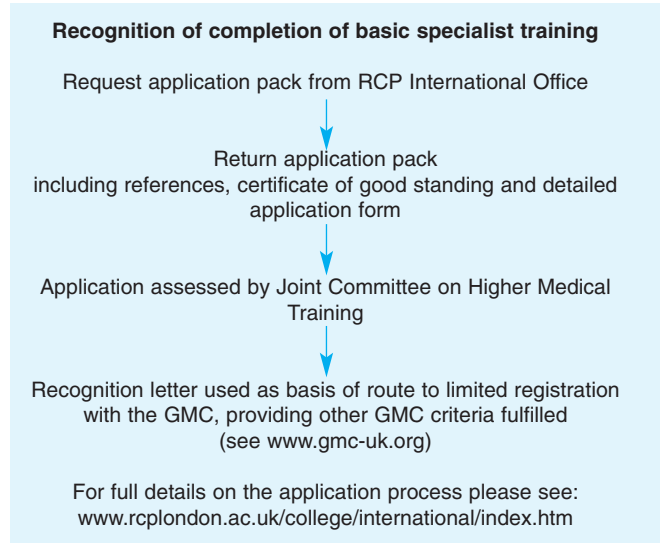 Recognition of completion of basic specialist training
Request application pack from RCP International Office
Return application pack
including references, certificate of good standing and detailed
application form
Application assessed by Joint Committee on Higher Medical
Training
Recognition letter used as basis of route to limited registration
with the GMC, providing other GMC criteria fulfilled
(see www.gmc-uk.org)
For full details on the application process please see:
www.rcplondon.ac.uk/college/international/index.htm